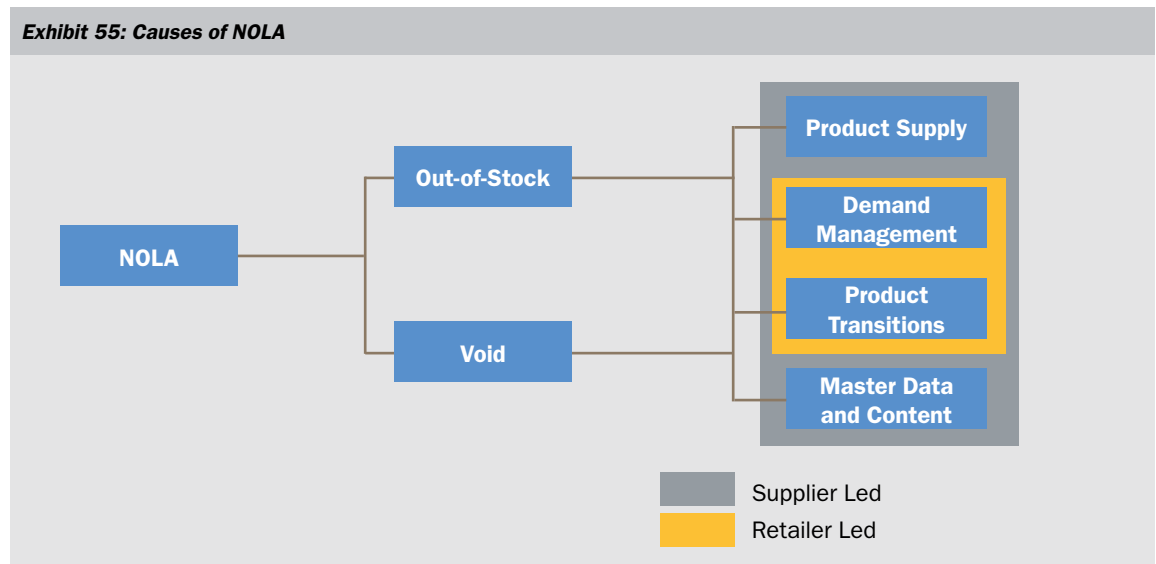 Exhibit 55: Causes of NOLA
NOLA
Out-of-Stock
Void
Product Supply
Demand
Management
Product
Transitions
Master Data
and Content
Supplier Led
Retailer Led